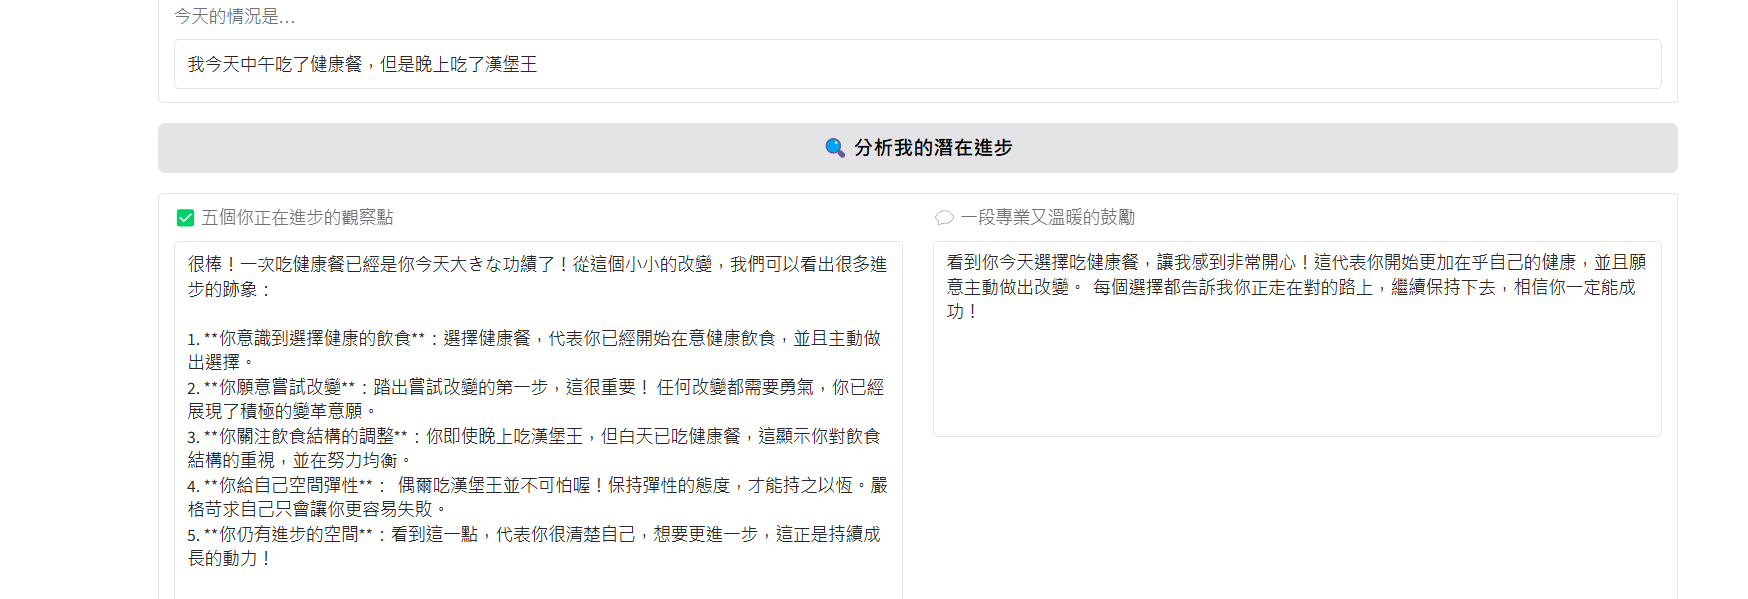 今天的情況是...
我今天中午吃了健康餐，但是晚上吃了漢堡王
🔍 分析我的潛在進步
✅ 五個你正在進步的觀察點
很棒！一次吃健康餐已經是你今天大きな功績了！從這個小小的改變，我們可以看出很多進
步的跡象：
1. **你意識到選擇健康的飲食**：選擇健康餐，代表你已經開始在意健康飲食，並且主動做
出選擇。
2. **你願意嘗試改變**：踏出嘗試改變的第一步，這很重要！ 任何改變都需要勇氣，你已經
展現了積極的變革意願。
3. **你關注飲食結構的調整**：你即使晚上吃漢堡王，但白天已吃健康餐，這顯示你對飲食
結構的重視，並在努力均衡。
4. **你給自己空間彈性**： 偶爾吃漢堡王並不可怕喔！保持彈性的態度，才能持之以恆。嚴
格苛求自己只會讓你更容易失敗。
5. **你仍有進步的空間**：看到這一點，代表你很清楚自己，想要更進一步，這正是持續成
長的動力！
💬 一段專業又溫暖的鼓勵
看到你今天選擇吃健康餐，讓我感到非常開心！這代表你開始更加在乎自己的健康，並且願
意主動做出改變。 每個選擇都告訴我你正走在對的路上，繼續保持下去，相信你一定能成
功！